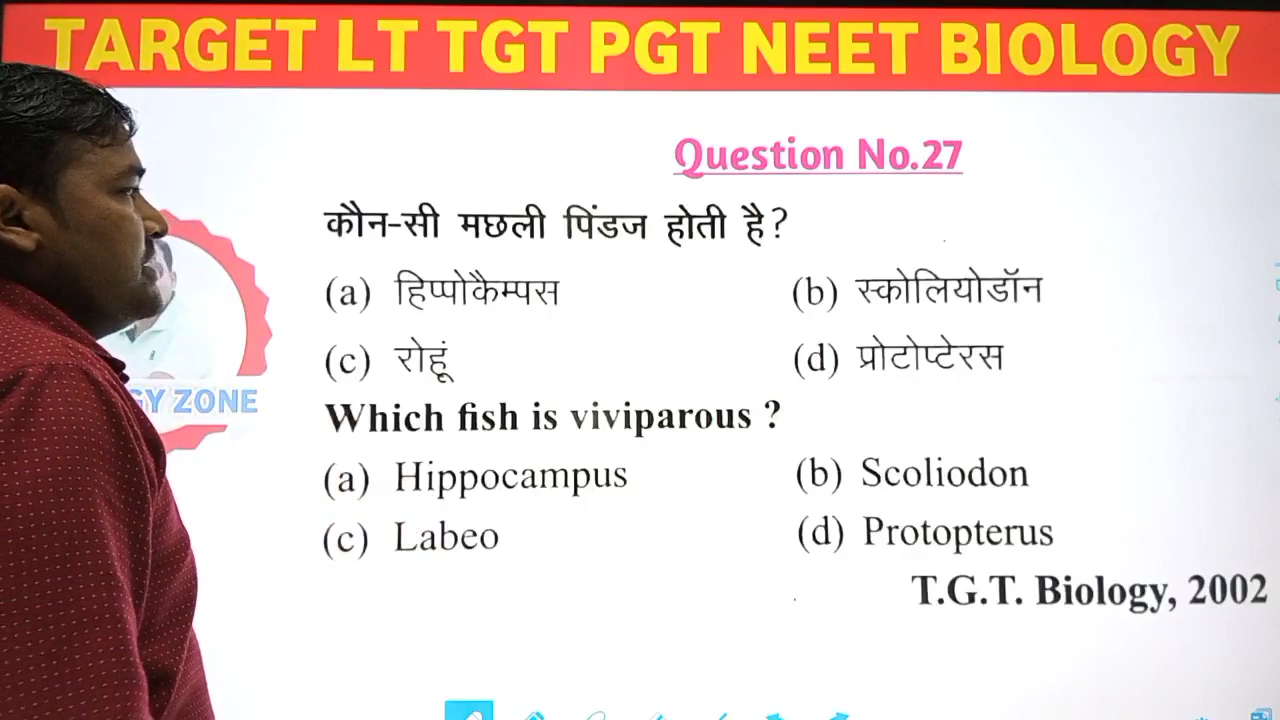 TARGET LT TGT PGT NEET BIOLOGY
Question No.27
कौन-सी मछली पिंडज होती है?
(a) हिप्पोकैम्पस (b) स्कोलियोडॉन
(c) रोहूं (d) प्रोटोप्टेरस
GY ZONE
Which fish is viviparous ?
(a) Hippocampus (b) Scoliodon
(c) Labeo (d) Protopterus
T.G.T. Biology, 2002